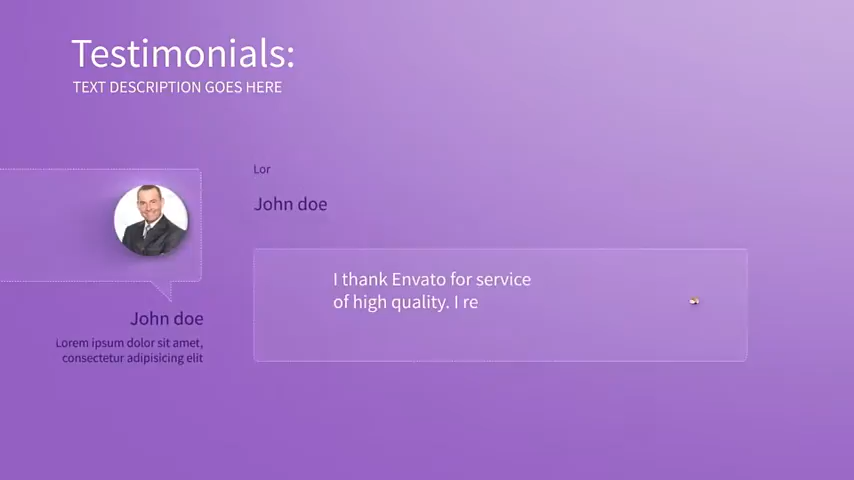 Testimonials:
TEXT DESCRIPTION GOES HERE
John doe
Lorem ipsum dolor sit amet,
consectetur adipisicing elit
Lor
John doe
I thank Envato for service
of high quality. I re